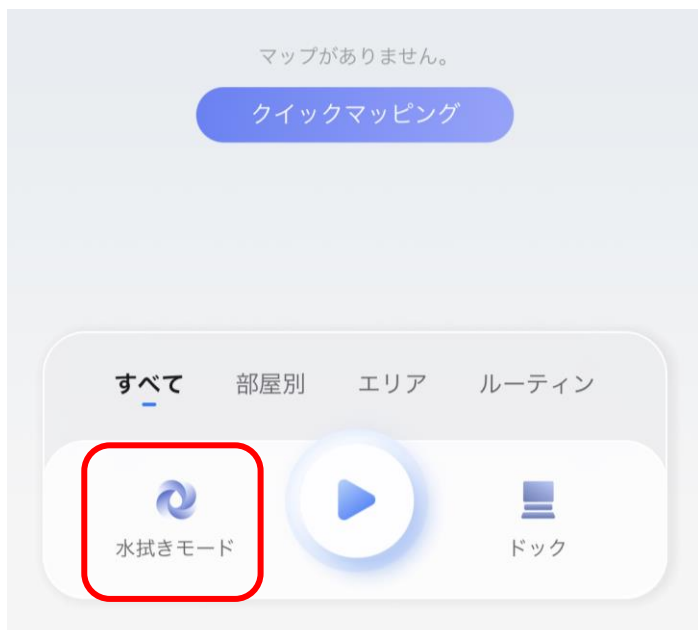 マップがありません。
クイックマッピング
すべて 部屋別 エリア ルーティン
水拭きモード ドック